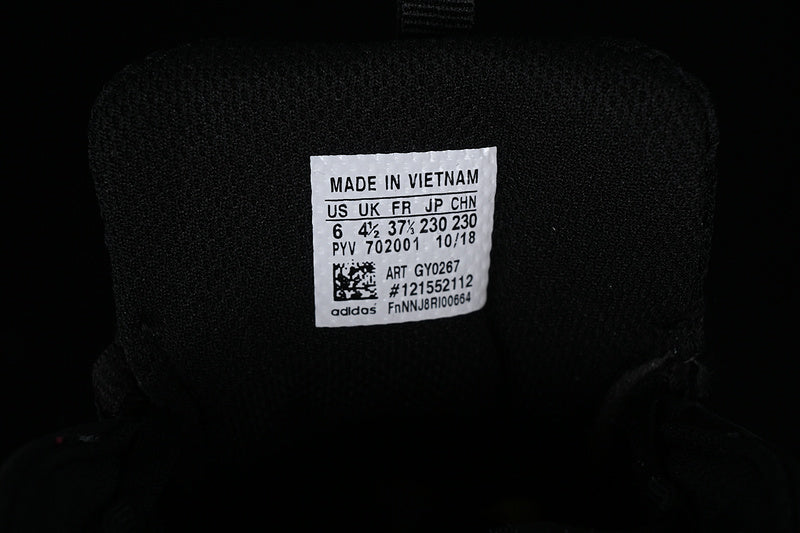 MADE IN VIETNAM
US UK FR JP CHN
6 4½ 37⅓ 230 230
PYV 702001 10/18
ART GY0267
#121552112
adidas FnNNJ8RI00664